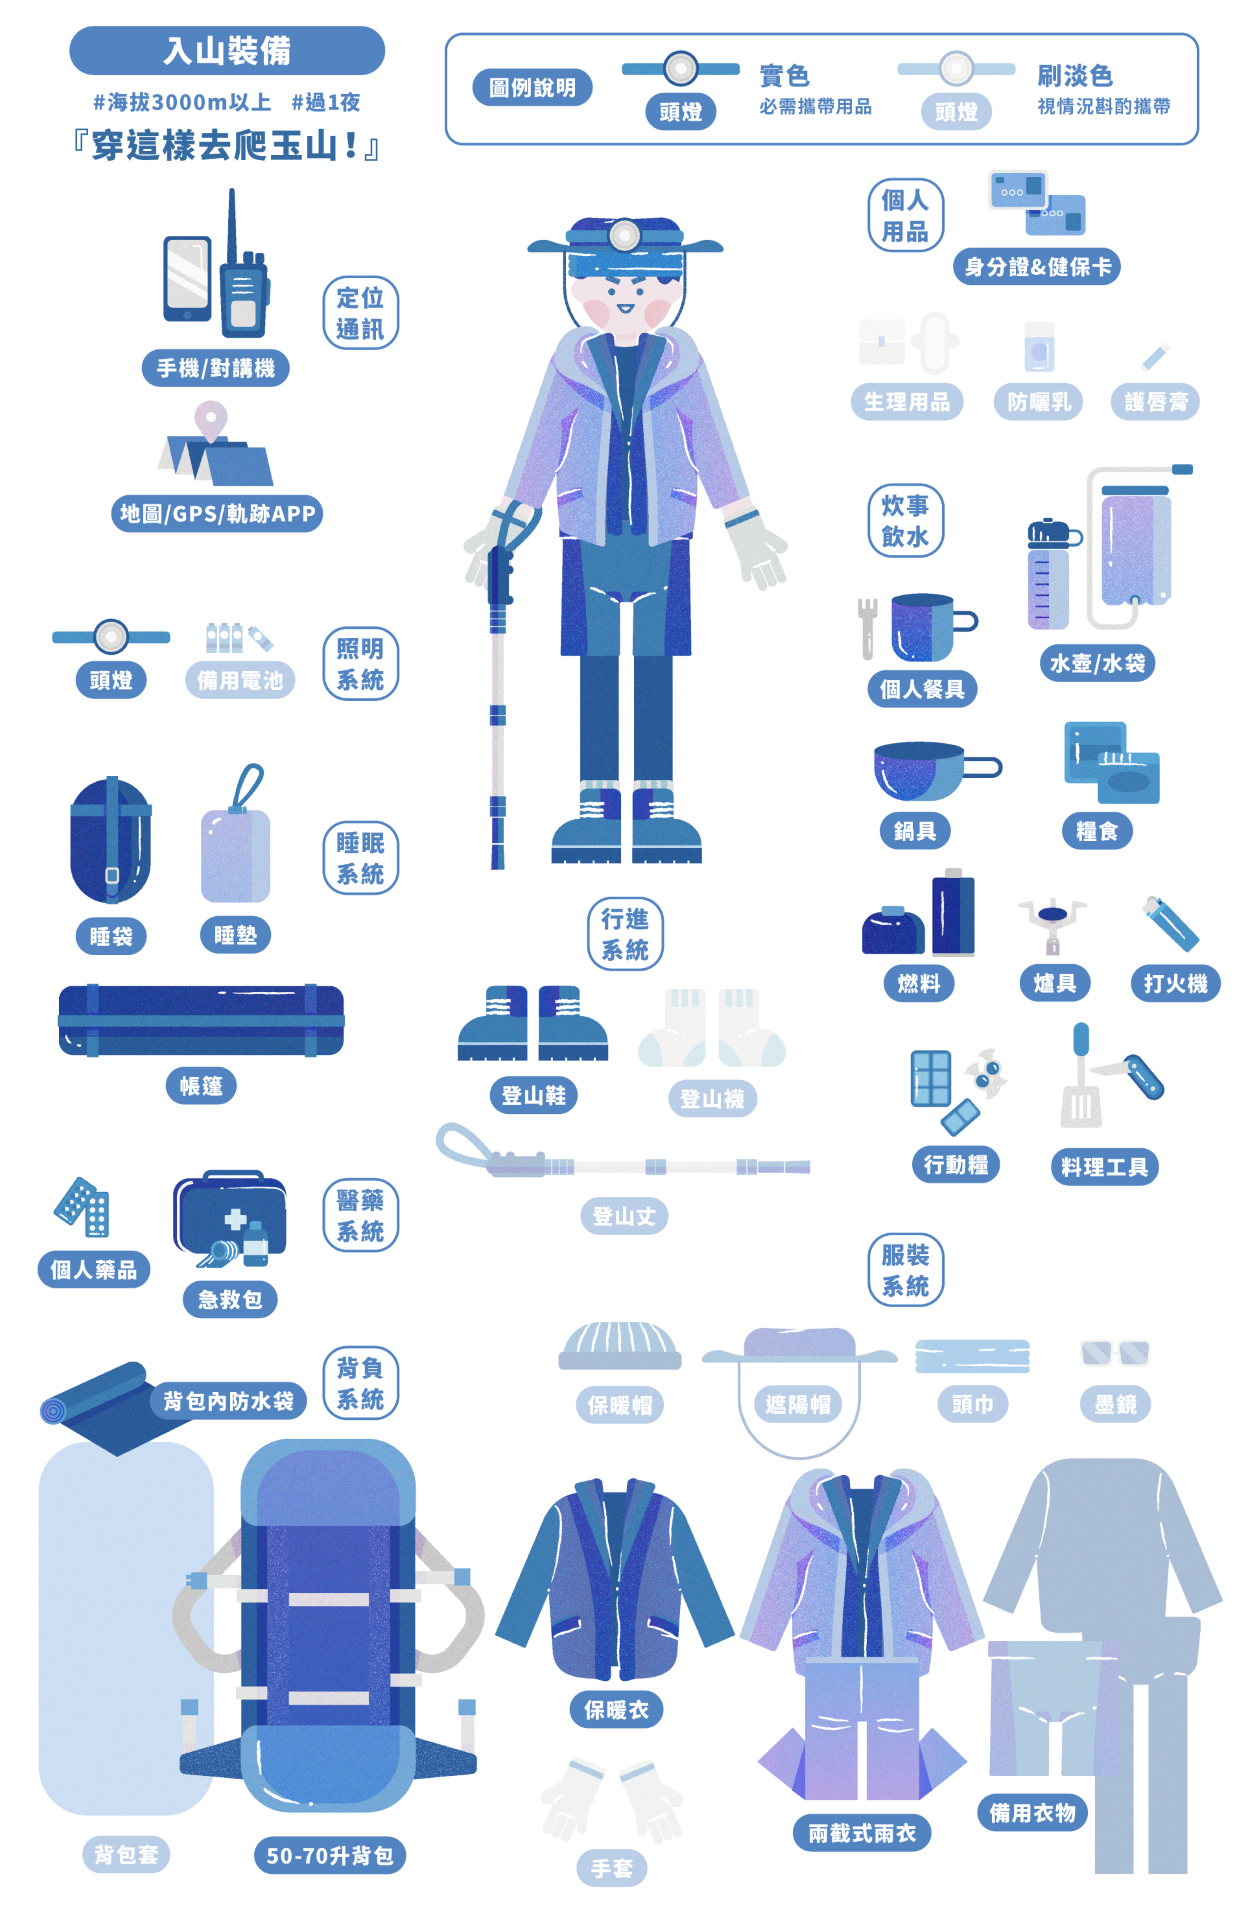 入山裝備
#海拔3000m以上 #過1夜
『穿這樣去爬玉山！』
圖例說明
頭燈
實色
必需攜帶用品
頭燈
刷淡色
視情況斟酌攜帶
定位
通訊
手機/對講機
地圖/GPS/軌跡APP
照明
系統
頭燈
備用電池
睡眠
系統
睡袋
睡墊
帳篷
醫藥
系統
個人藥品
急救包
背負
系統
背包內防水袋
背包套
50-70升背包
行進
系統
登山鞋
登山襪
登山丈
個人
用品
身分證&健保卡
生理用品
防曬乳
護唇膏
炊事
飲水
水壺/水袋
個人餐具
鍋具
糧食
燃料
爐具
打火機
行動糧
料理工具
服裝
系統
保暖帽
遮陽帽
頭巾
墨鏡
保暖衣
手套
兩截式雨衣
備用衣物